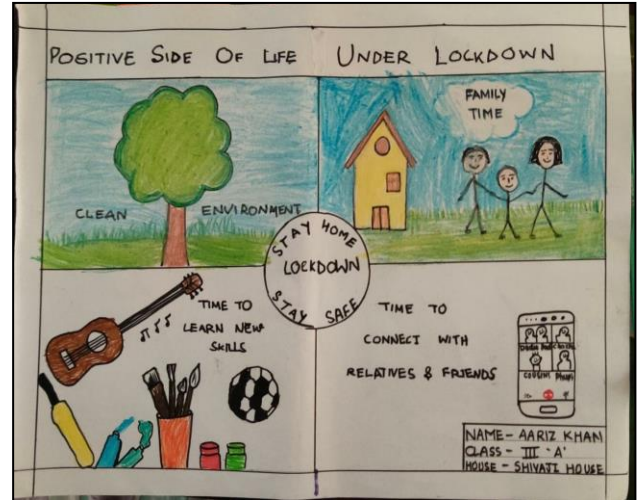 POSITIVE SIDE OF LIFE UNDER LOCKDOWN
CLEAN ENVIRONMENT
FAMILY
TIME
STAY HOME
LOCKDOWN
STAY SAFE
TIME TO
LEARN NEW
SKILLS
TIME TO
CONNECT WITH
RELATIVES & FRIENDS
COUSINS
NAME - AARIZ KHAN
CLASS - III 'A'
HOUSE - SHIVAJI HOUSE